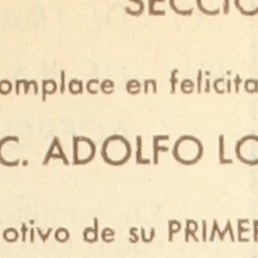 SECCIO
omplace en felicita
C. ADOLFO LO
otivo de su PRIMER